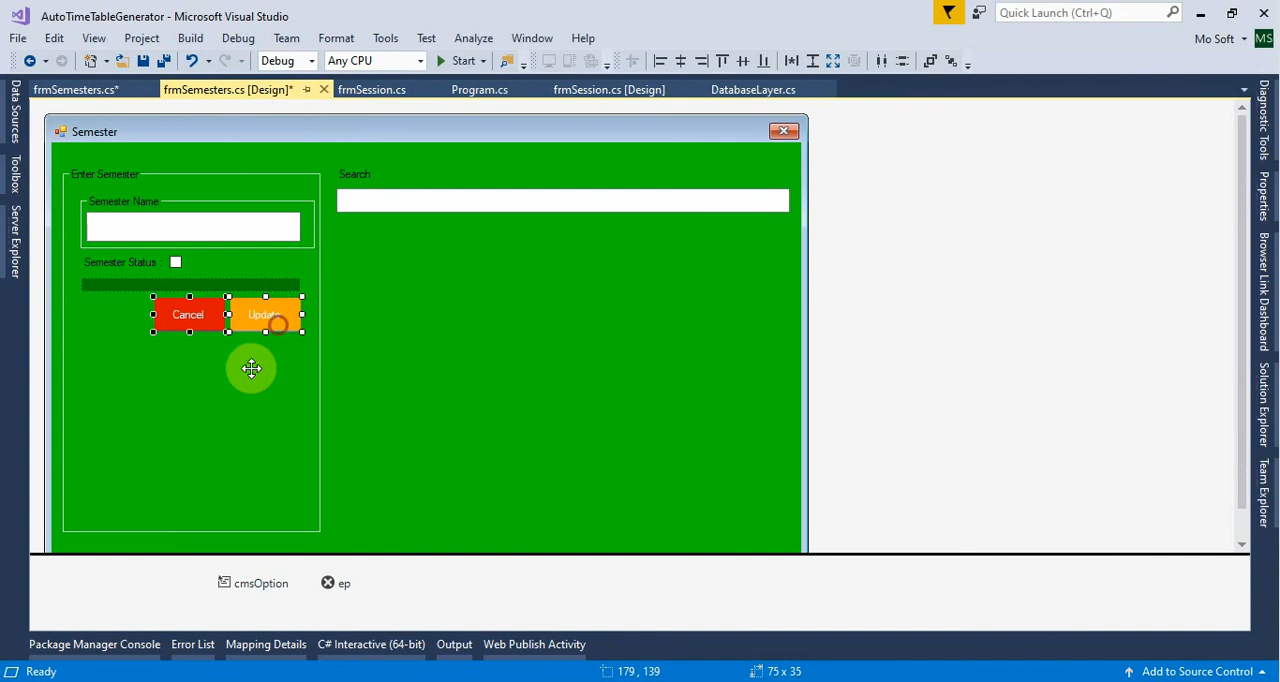 AutoTimeTableGenerator - Microsoft Visual Studio
Quick Launch (Ctrl+Q)
File Edit View Project Build Debug Team Format Tools Test Analyze Window Help
Mo Soft MS
Debug Any CPU Start
frmSemesters.cs* frmSemesters.cs [Design]* frmSession.cs Program.cs frmSession.cs [Design] DatabaseLayer.cs
Data Sources
Toolbox
Server Explorer
Semester
Enter Semester
Search
Semester Name
Semester Status :
Cancel Update
Diagnostic Tools
Properties
Browser Link Dashboard
Solution Explorer
Team Explorer
cmsOption ep
Package Manager Console Error List Mapping Details C# Interactive (64-bit) Output Web Publish Activity
Ready 179 , 139 75 x 35 Add to Source Control